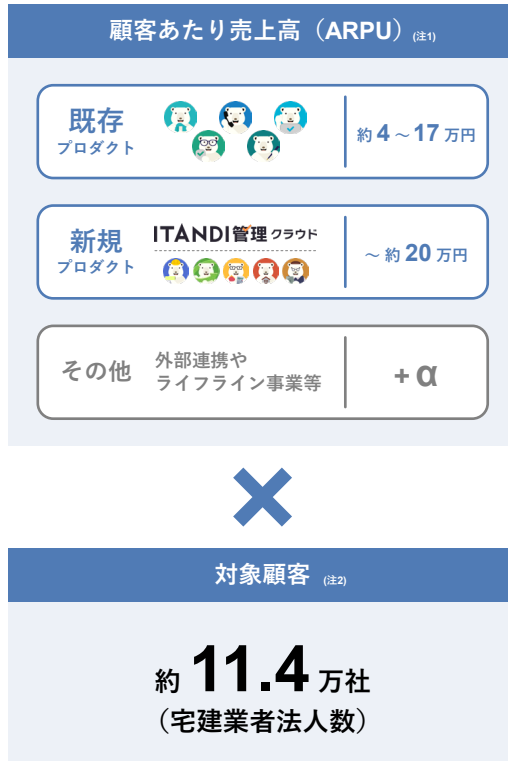 顧客あたり売上高（ARPU）(注1)
既存
プロダクト
約 4 ～ 17 万円
新規
プロダクト
ITANDI管理クラウド
～ 約 20 万円
その他
外部連携や
ライフライン事業等
+ α
×
対象顧客 (注2)
約 11.4 万社
（宅建業者法人数）